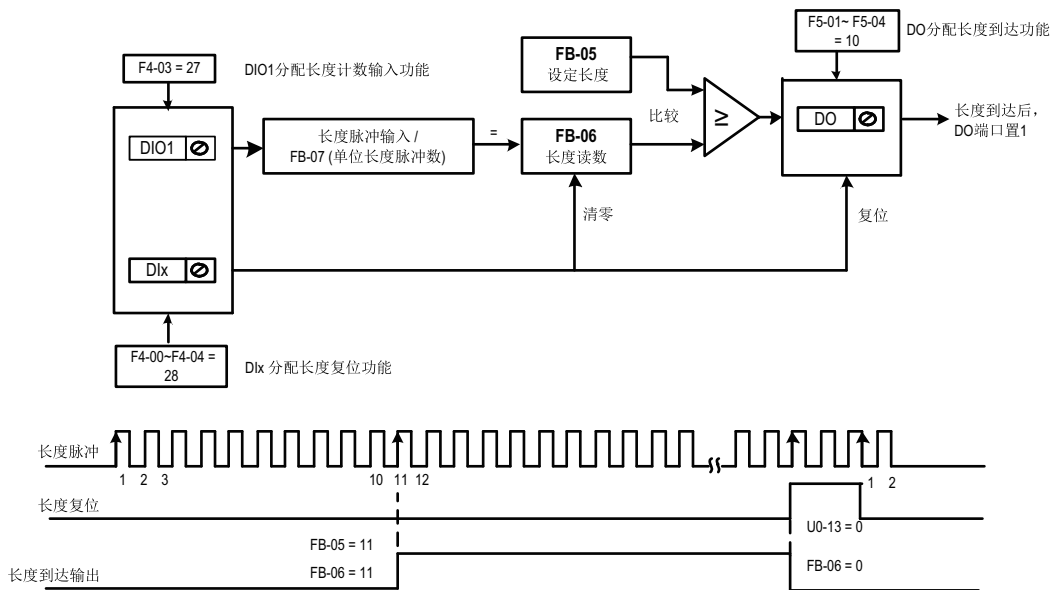 F4-03 = 27
DIO1分配长度计数输入功能
FB-05
设定长度
F5-01~ F5-04
= 10
DO分配长度到达功能
DIO1
长度脉冲输入 /
FB-07 (单位长度脉冲数)
=
FB-06
长度读数
比较
≥
DO
长度到达后，
DO端口置1
清零
复位
DIx
F4-00~F4-04 =
28
DIx 分配长度复位功能
长度脉冲
1 2 3 10 11 12 1 2
长度复位
U0-13 = 0
FB-05 = 11
FB-06 = 11
FB-06 = 0
长度到达输出